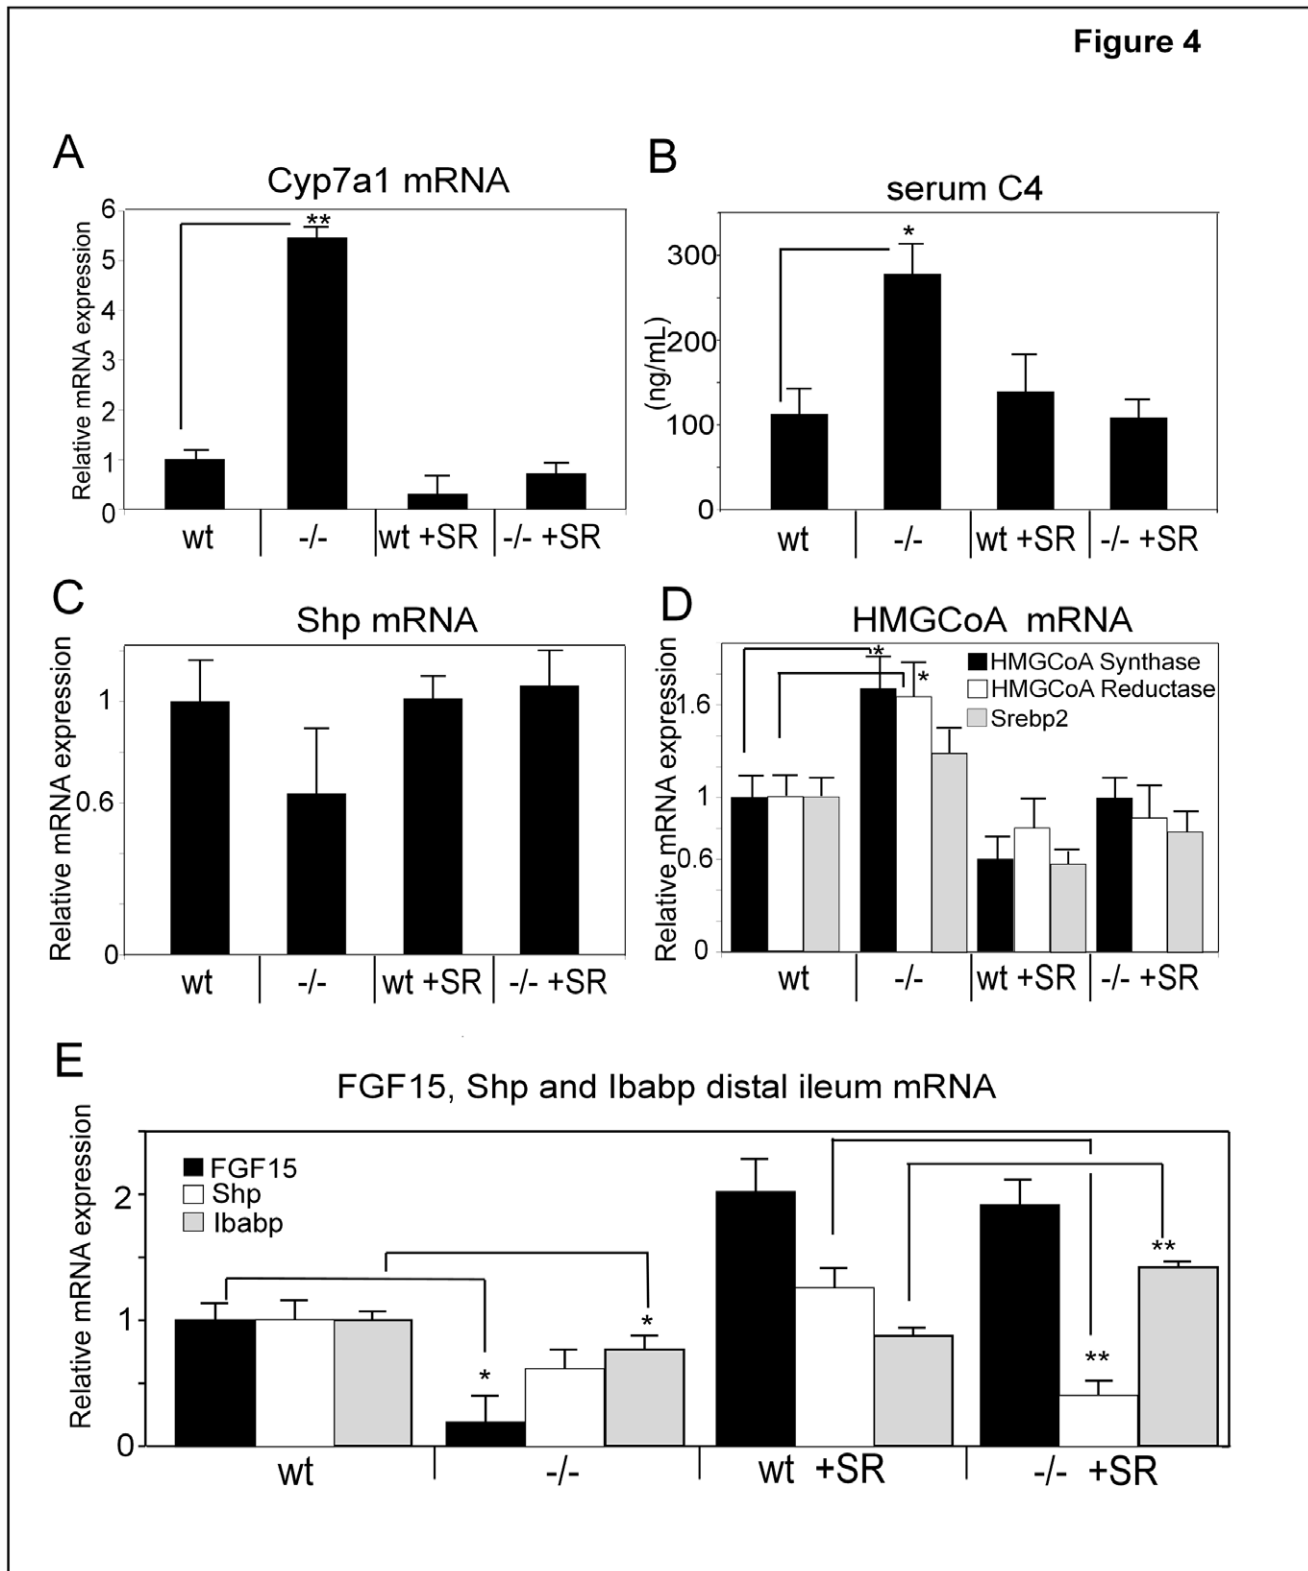 Figure 4
A
Cyp7a1 mRNA
Relative mRNA expression
6
5
4
3
2
1
0
**
wt
-/-
wt +SR
-/- +SR
B
serum C4
(ng/mL)
300
200
100
0
*
wt
-/-
wt +SR
-/- +SR
C
Shp mRNA
Relative mRNA expression
1
0.6
0
wt
-/-
wt +SR
-/- +SR
D
HMGCoA mRNA
Relative mRNA expression
1.6
1
0.6
0
*
*
HMGCoA Synthase
HMGCoA Reductase
Srebp2
wt
-/-
wt +SR
-/- +SR
E
FGF15, Shp and Ibabp distal ileum mRNA
Relative mRNA expression
2
1
0
FGF15
Shp
Ibabp
*
*
**
**
wt
-/-
wt +SR
-/- +SR